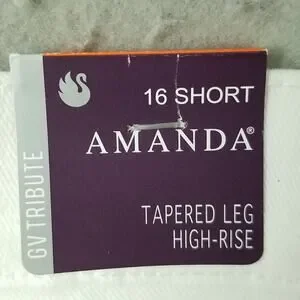 16 SHORT
AMANDA®
TAPERED LEG
HIGH-RISE
GV TRIBUTE